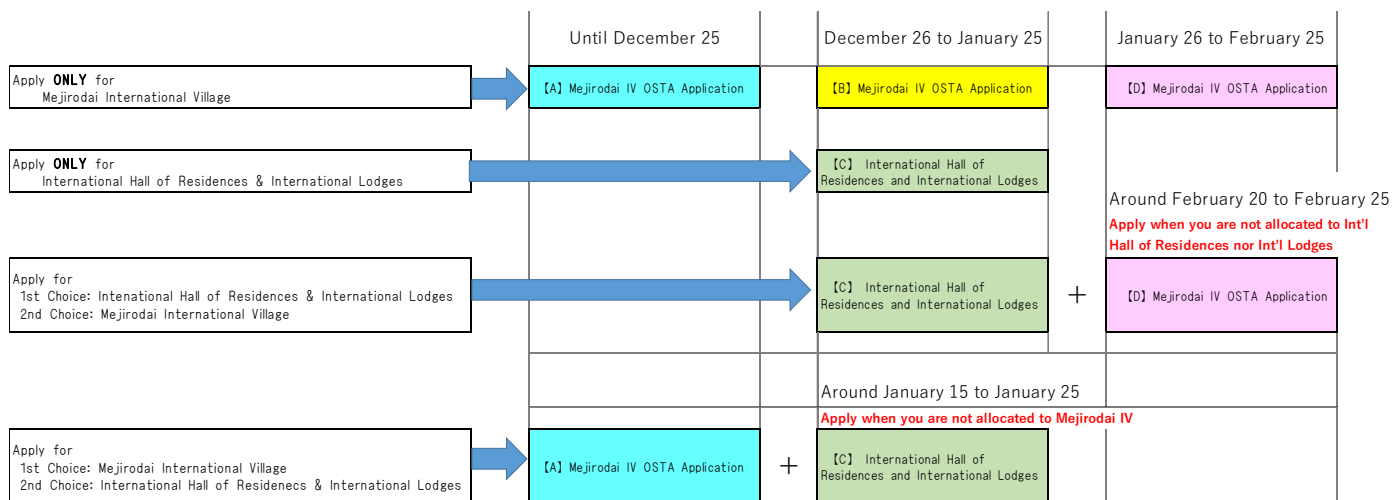 Until December 25
December 26 to January 25
January 26 to February 25
Apply ONLY for
Mejirodai International Village
【A】Mejirodai IV OSTA Application
【B】Mejirodai IV OSTA Application
【D】Mejirodai IV OSTA Application
Apply ONLY for
International Hall of Residences & International Lodges
【C】 International Hall of
Residences and International Lodges
Around February 20 to February 25
Apply when you are not allocated to Int'l
Hall of Residences nor Int'l Lodges
Apply for
1st Choice: Intenational Hall of Residences & International Lodges
2nd Choice: Mejirodai International Village
【C】 International Hall of
Residences and International Lodges
+
【D】Mejirodai IV OSTA Application
Around January 15 to January 25
Apply when you are not allocated to Mejirodai IV
Apply for
1st Choice: Mejirodai International Village
2nd Choice: International Hall of Residenecs & International Lodges
【A】Mejirodai IV OSTA Application
+
【C】 International Hall of
Residences and International Lodges